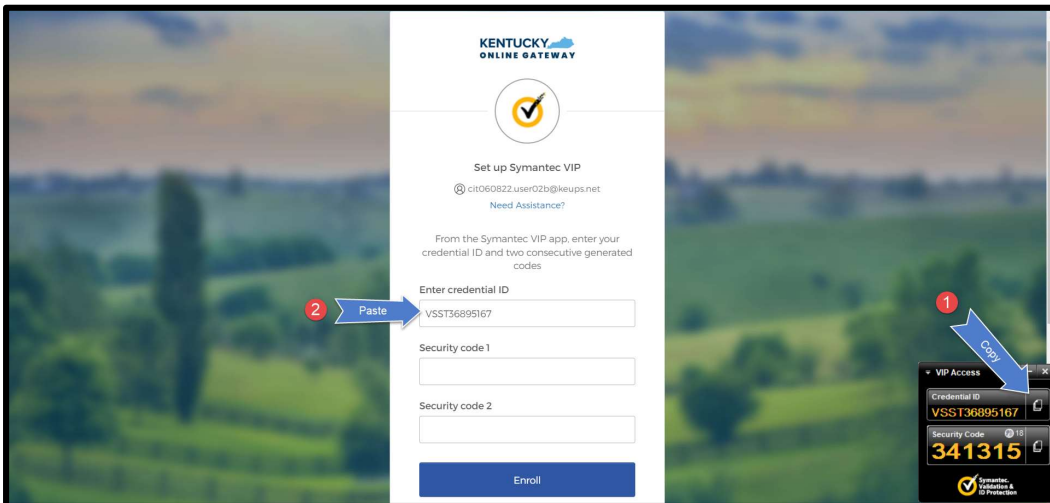 KENTUCKY
ONLINE GATEWAY
Set up Symantec VIP
cit060822.user02b@keups.net
Need Assistance?
From the Symantec VIP app, enter your
credential ID and two consecutive generated
codes
Enter credential ID
2 Paste
VSST36895167
Security code 1
Security code 2
Enroll
1
Copy
VIP Access
Credential ID
VSST36895167
Security Code 18
341315
Symantec.
Validation &
ID Protection